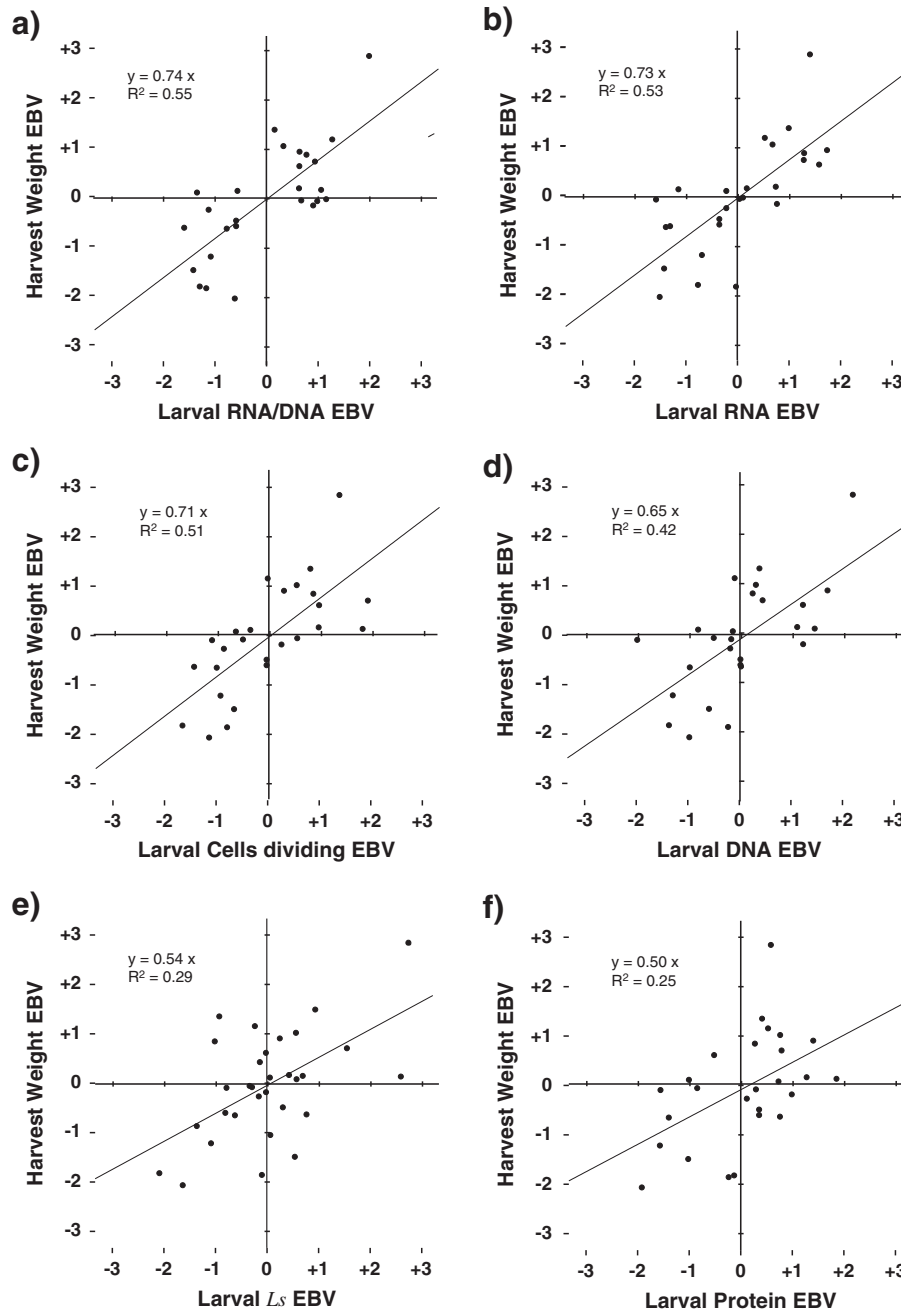 a)
y = 0.74 x
R² = 0.55
Harvest Weight EBV
+3
+2
+1
0
-1
-2
-3
-3 -2 -1 0 +1 +2 +3
Larval RNA/DNA EBV
b)
y = 0.73 x
R² = 0.53
Harvest Weight EBV
+3
+2
+1
0
-1
-2
-3
-3 -2 -1 0 +1 +2 +3
Larval RNA EBV
c)
y = 0.71 x
R² = 0.51
Harvest Weight EBV
+3
+2
+1
0
-1
-2
-3
-3 -2 -1 0 +1 +2 +3
Larval Cells dividing EBV
d)
y = 0.65 x
R² = 0.42
Harvest Weight EBV
+3
+2
+1
0
-1
-2
-3
-3 -2 -1 0 +1 +2 +3
Larval DNA EBV
e)
y = 0.54 x
R² = 0.29
Harvest Weight EBV
+3
+2
+1
0
-1
-2
-3
-3 -2 -1 0 +1 +2 +3
Larval Ls EBV
f)
y = 0.50 x
R² = 0.25
Harvest Weight EBV
+3
+2
+1
0
-1
-2
-3
-3 -2 -1 0 +1 +2 +3
Larval Protein EBV